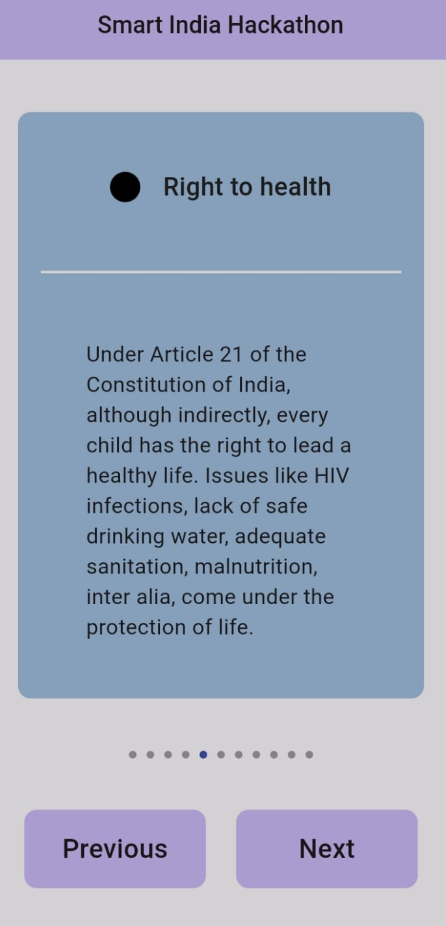 Smart India Hackathon
Right to health
Under Article 21 of the
Constitution of India,
although indirectly, every
child has the right to lead a
healthy life. Issues like HIV
infections, lack of safe
drinking water, adequate
sanitation, malnutrition,
inter alia, come under the
protection of life.
Previous
Next